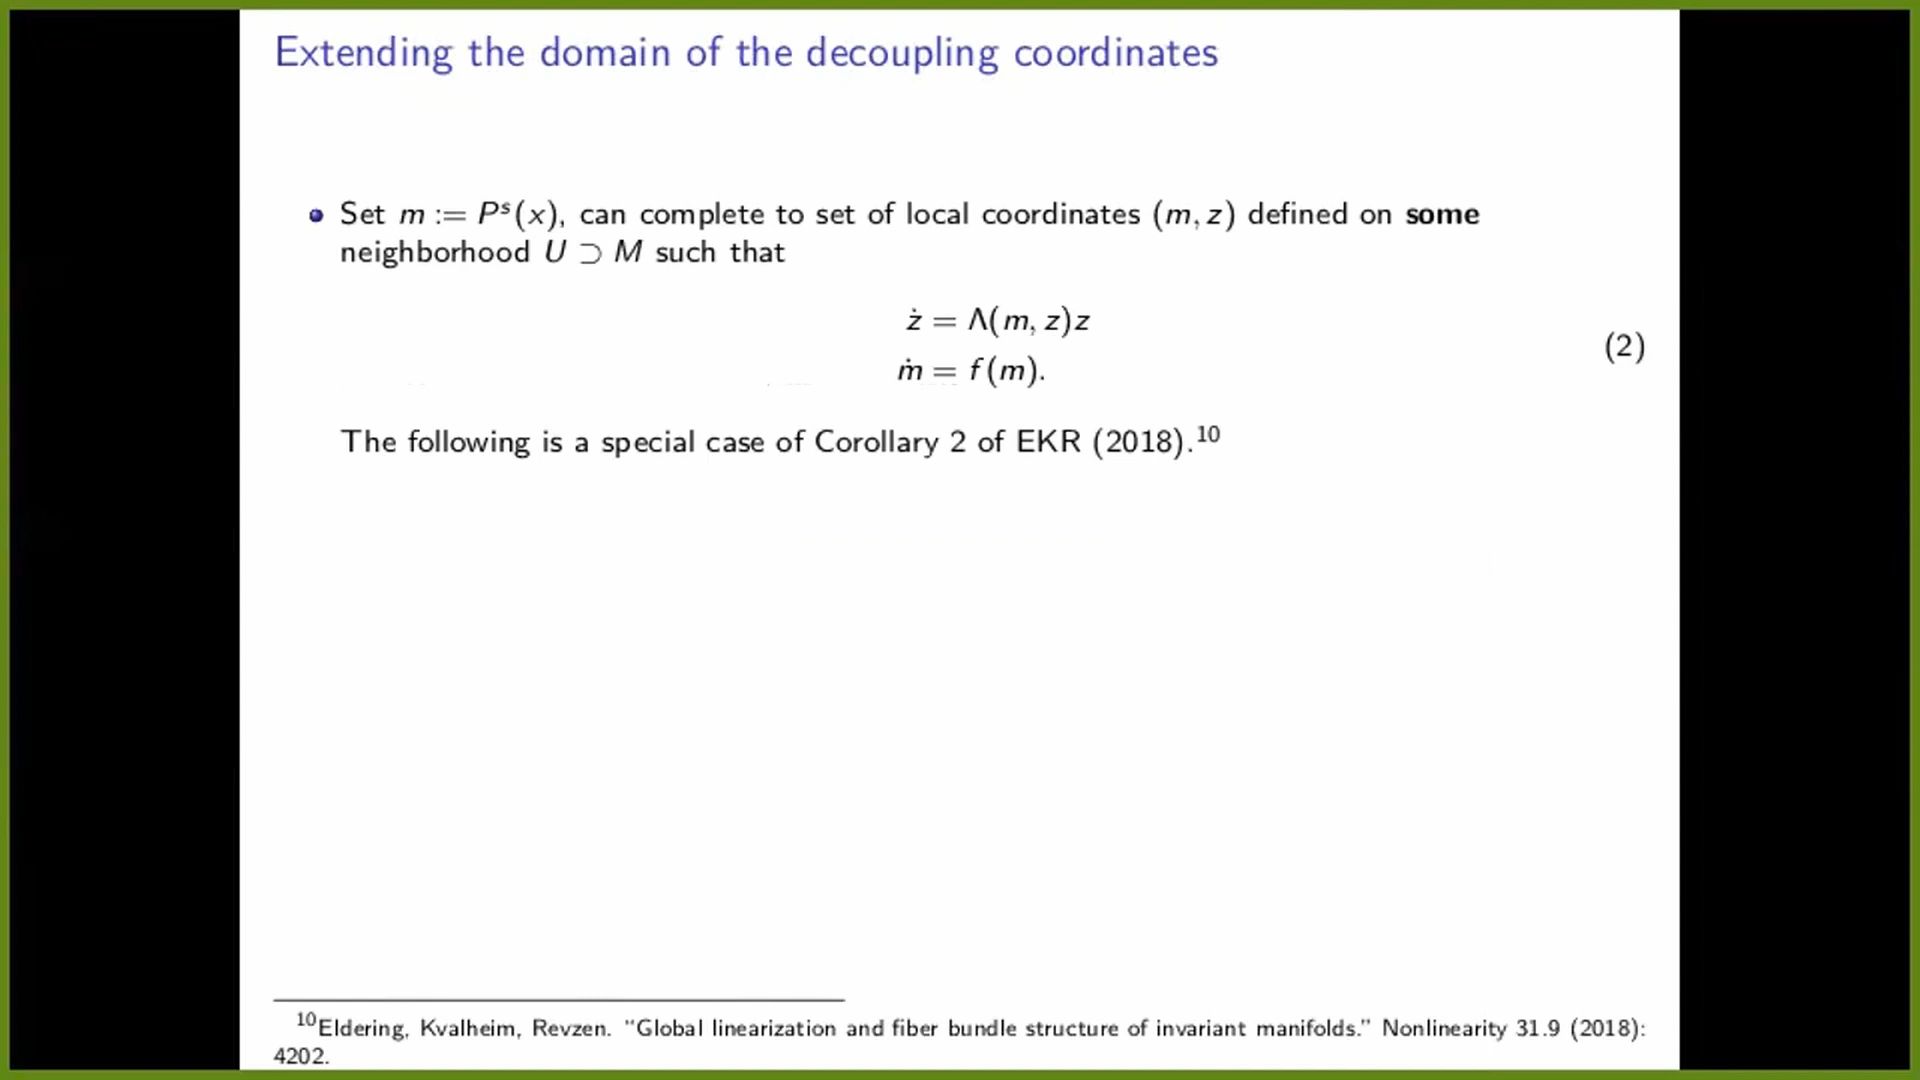 Extending the domain of the decoupling coordinates
Set m := Pˢ(x), can complete to set of local coordinates (m, z) defined on some
neighborhood U ⊃ M such that
ż = Λ(m, z)z
(2)
ṁ = f(m).
The following is a special case of Corollary 2 of EKR (2018).¹⁰
¹⁰Eldering, Kvalheim, Revzen. “Global linearization and fiber bundle structure of invariant manifolds.” Nonlinearity 31.9 (2018):
4202.